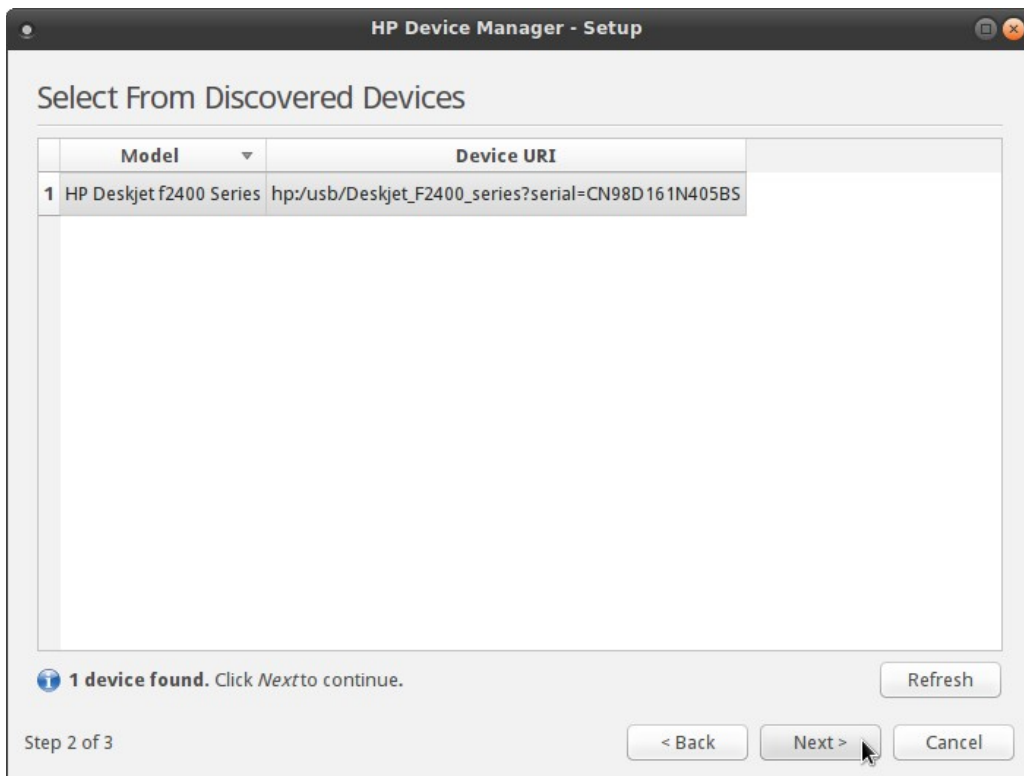 HP Device Manager - Setup
Select From Discovered Devices
Model Device URI
1 HP Deskjet f2400 Series hp:/usb/Deskjet_F2400_series?serial=CN98D161N405BS
1 device found. Click Next to continue.
Refresh
Step 2 of 3 < Back Next > Cancel